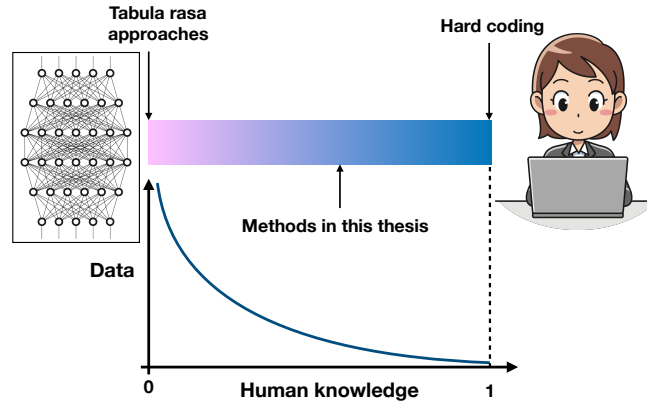 Tabula rasa
approaches
Hard coding
Methods in this thesis
Data
0
Human knowledge
1